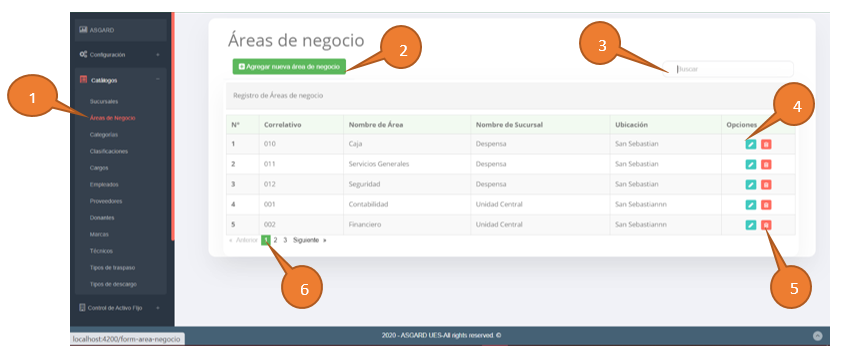 ASGARD
Configuración
Catálogos
Sucursales
Áreas de Negocio
Categorías
Clasificaciones
Cargos
Empleados
Proveedores
Donantes
Marcas
Técnicos
Tipos de traspaso
Tipos de descargo
Control de Activo Fijo
localhost:4200/form-area-negocio
1
Áreas de negocio
2
3
Agregar nueva área de negocio
Buscar
Registro de Áreas de negocio
4
N° Correlativo Nombre de Área Nombre de Sucursal Ubicación Opciones
1 010 Caja Despensa San Sebastian
2 011 Servicios Generales Despensa San Sebastian
3 012 Seguridad Despensa San Sebastian
4 001 Contabilidad Unidad Central San Sebastiannn
5 002 Financiero Unidad Central San Sebastiannn
« Anterior 1 2 3 Siguiente »
6
5
2020 - ASGARD UES-All rights reserved. ©